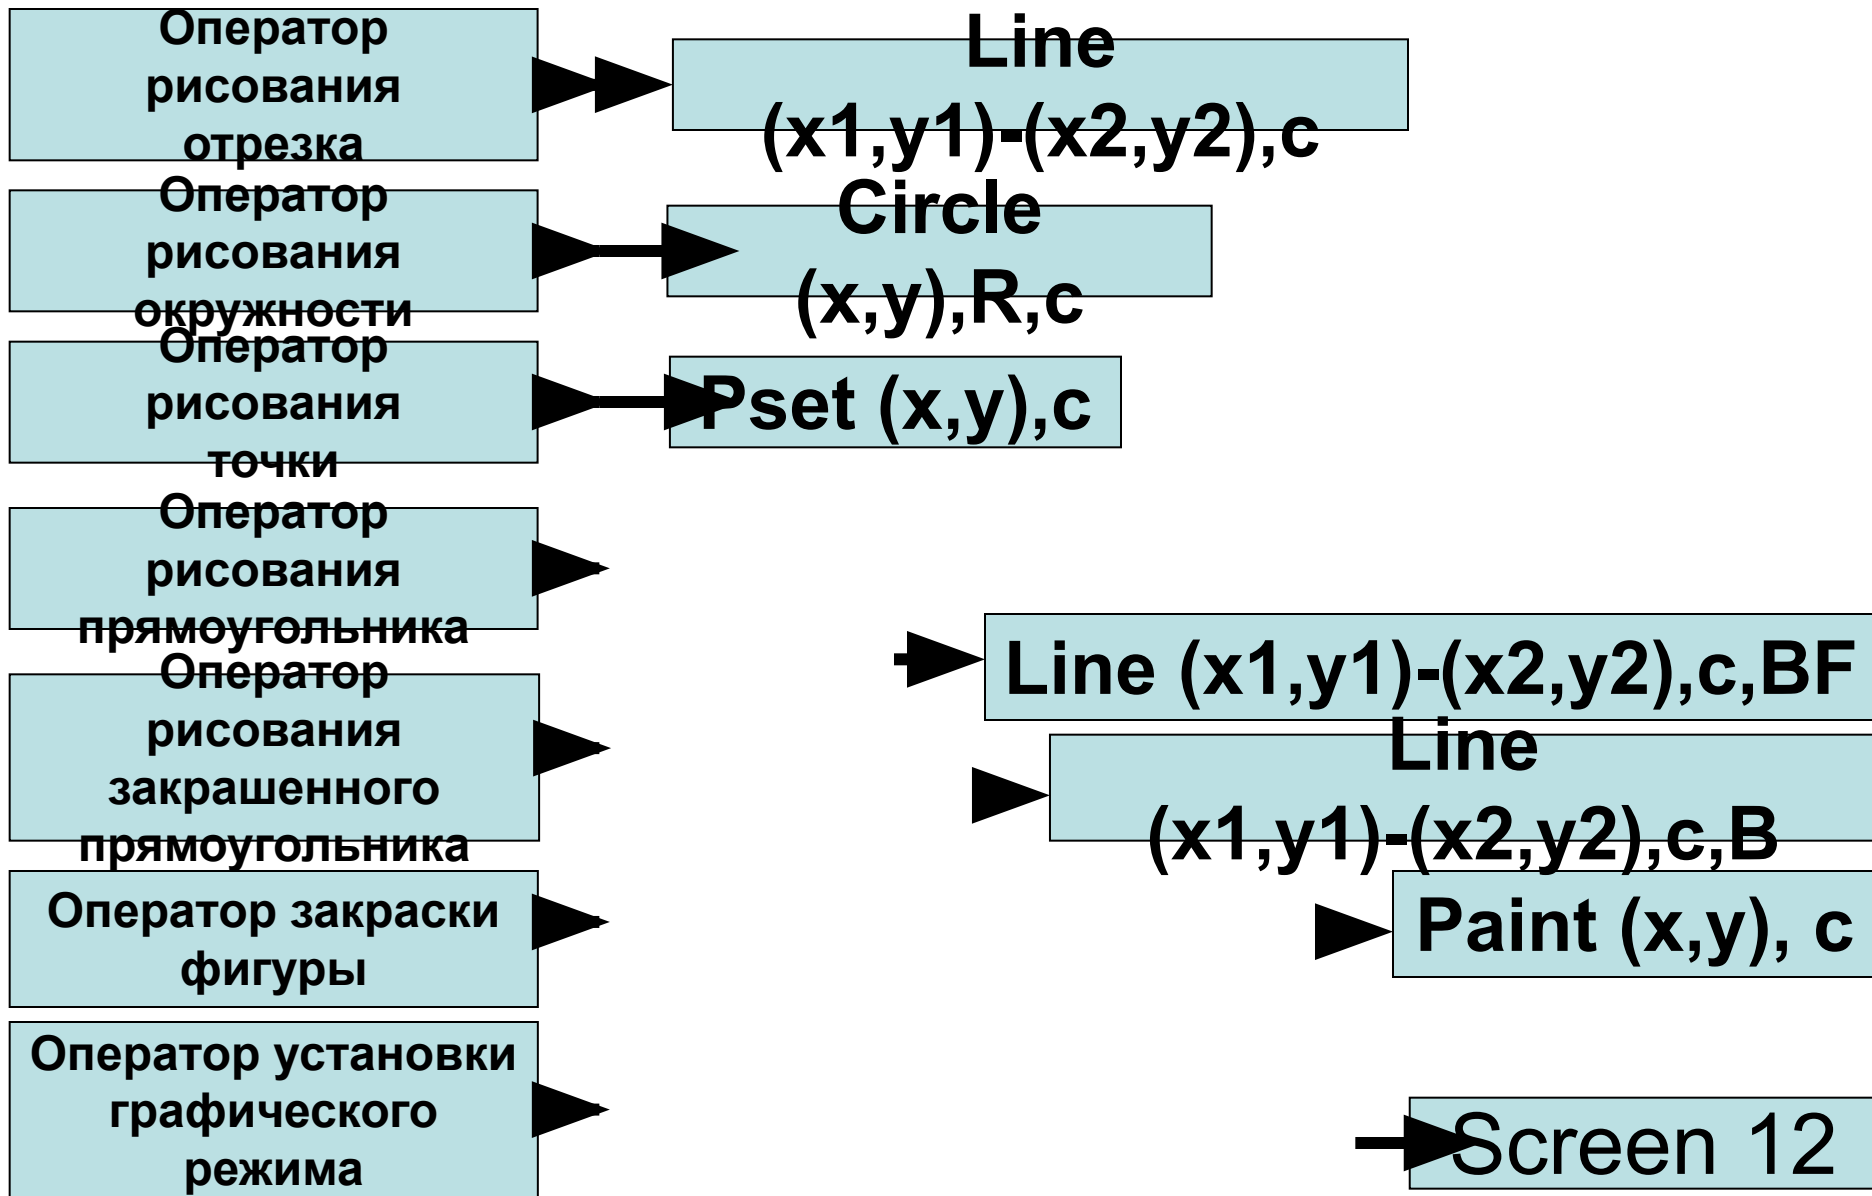 Оператор
рисования
отрезка
Line
(x1,y1)-(x2,y2),c
Оператор
рисования
окружности
Circle
(x,y),R,c
Оператор
рисования
точки
Pset (x,y),c
Оператор
рисования
прямоугольника
Line (x1,y1)-(x2,y2),c,BF
Оператор
рисования
закрашенного
прямоугольника
Line
(x1,y1)-(x2,y2),c,B
Оператор закраски
фигуры
Paint (x,y), c
Оператор установки
графического
режима
Screen 12